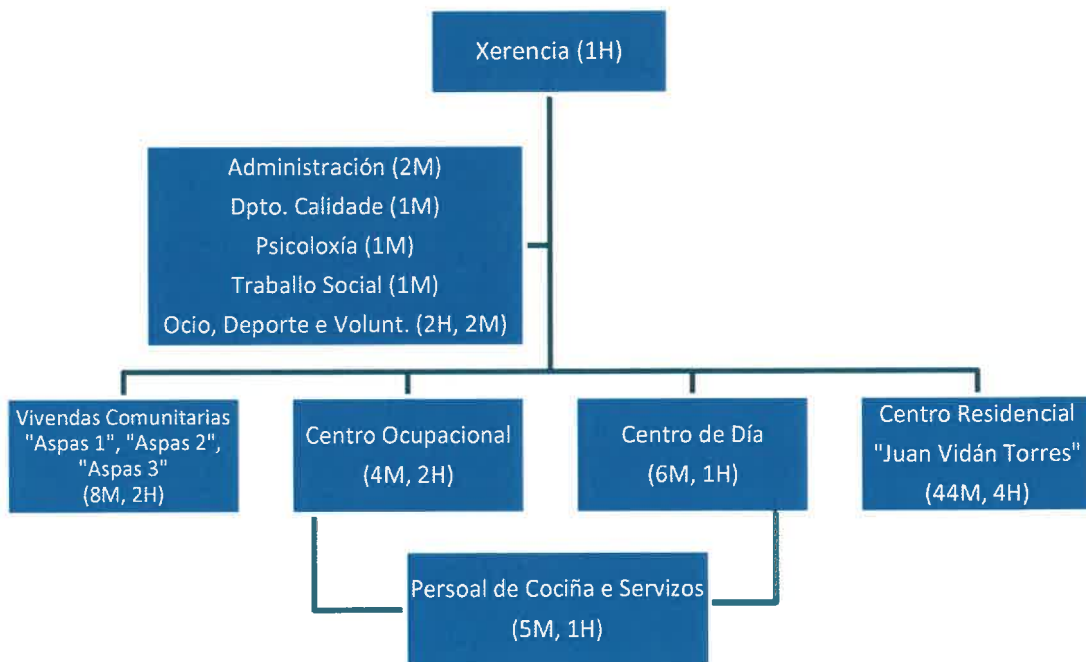 Xerencia (1H)
Administración (2M)
Dpto. Calidade (1M)
Psicoloxía (1M)
Traballo Social (1M)
Ocio, Deporte e Volunt. (2H, 2M)
Vivendas Comunitarias
"Aspas 1", "Aspas 2",
"Aspas 3"
(8M, 2H)
Centro Ocupacional
(4M, 2H)
Centro de Día
(6M, 1H)
Centro Residencial
"Juan Vidán Torres"
(44M, 4H)
Persoal de Cociña e Servizos
(5M, 1H)